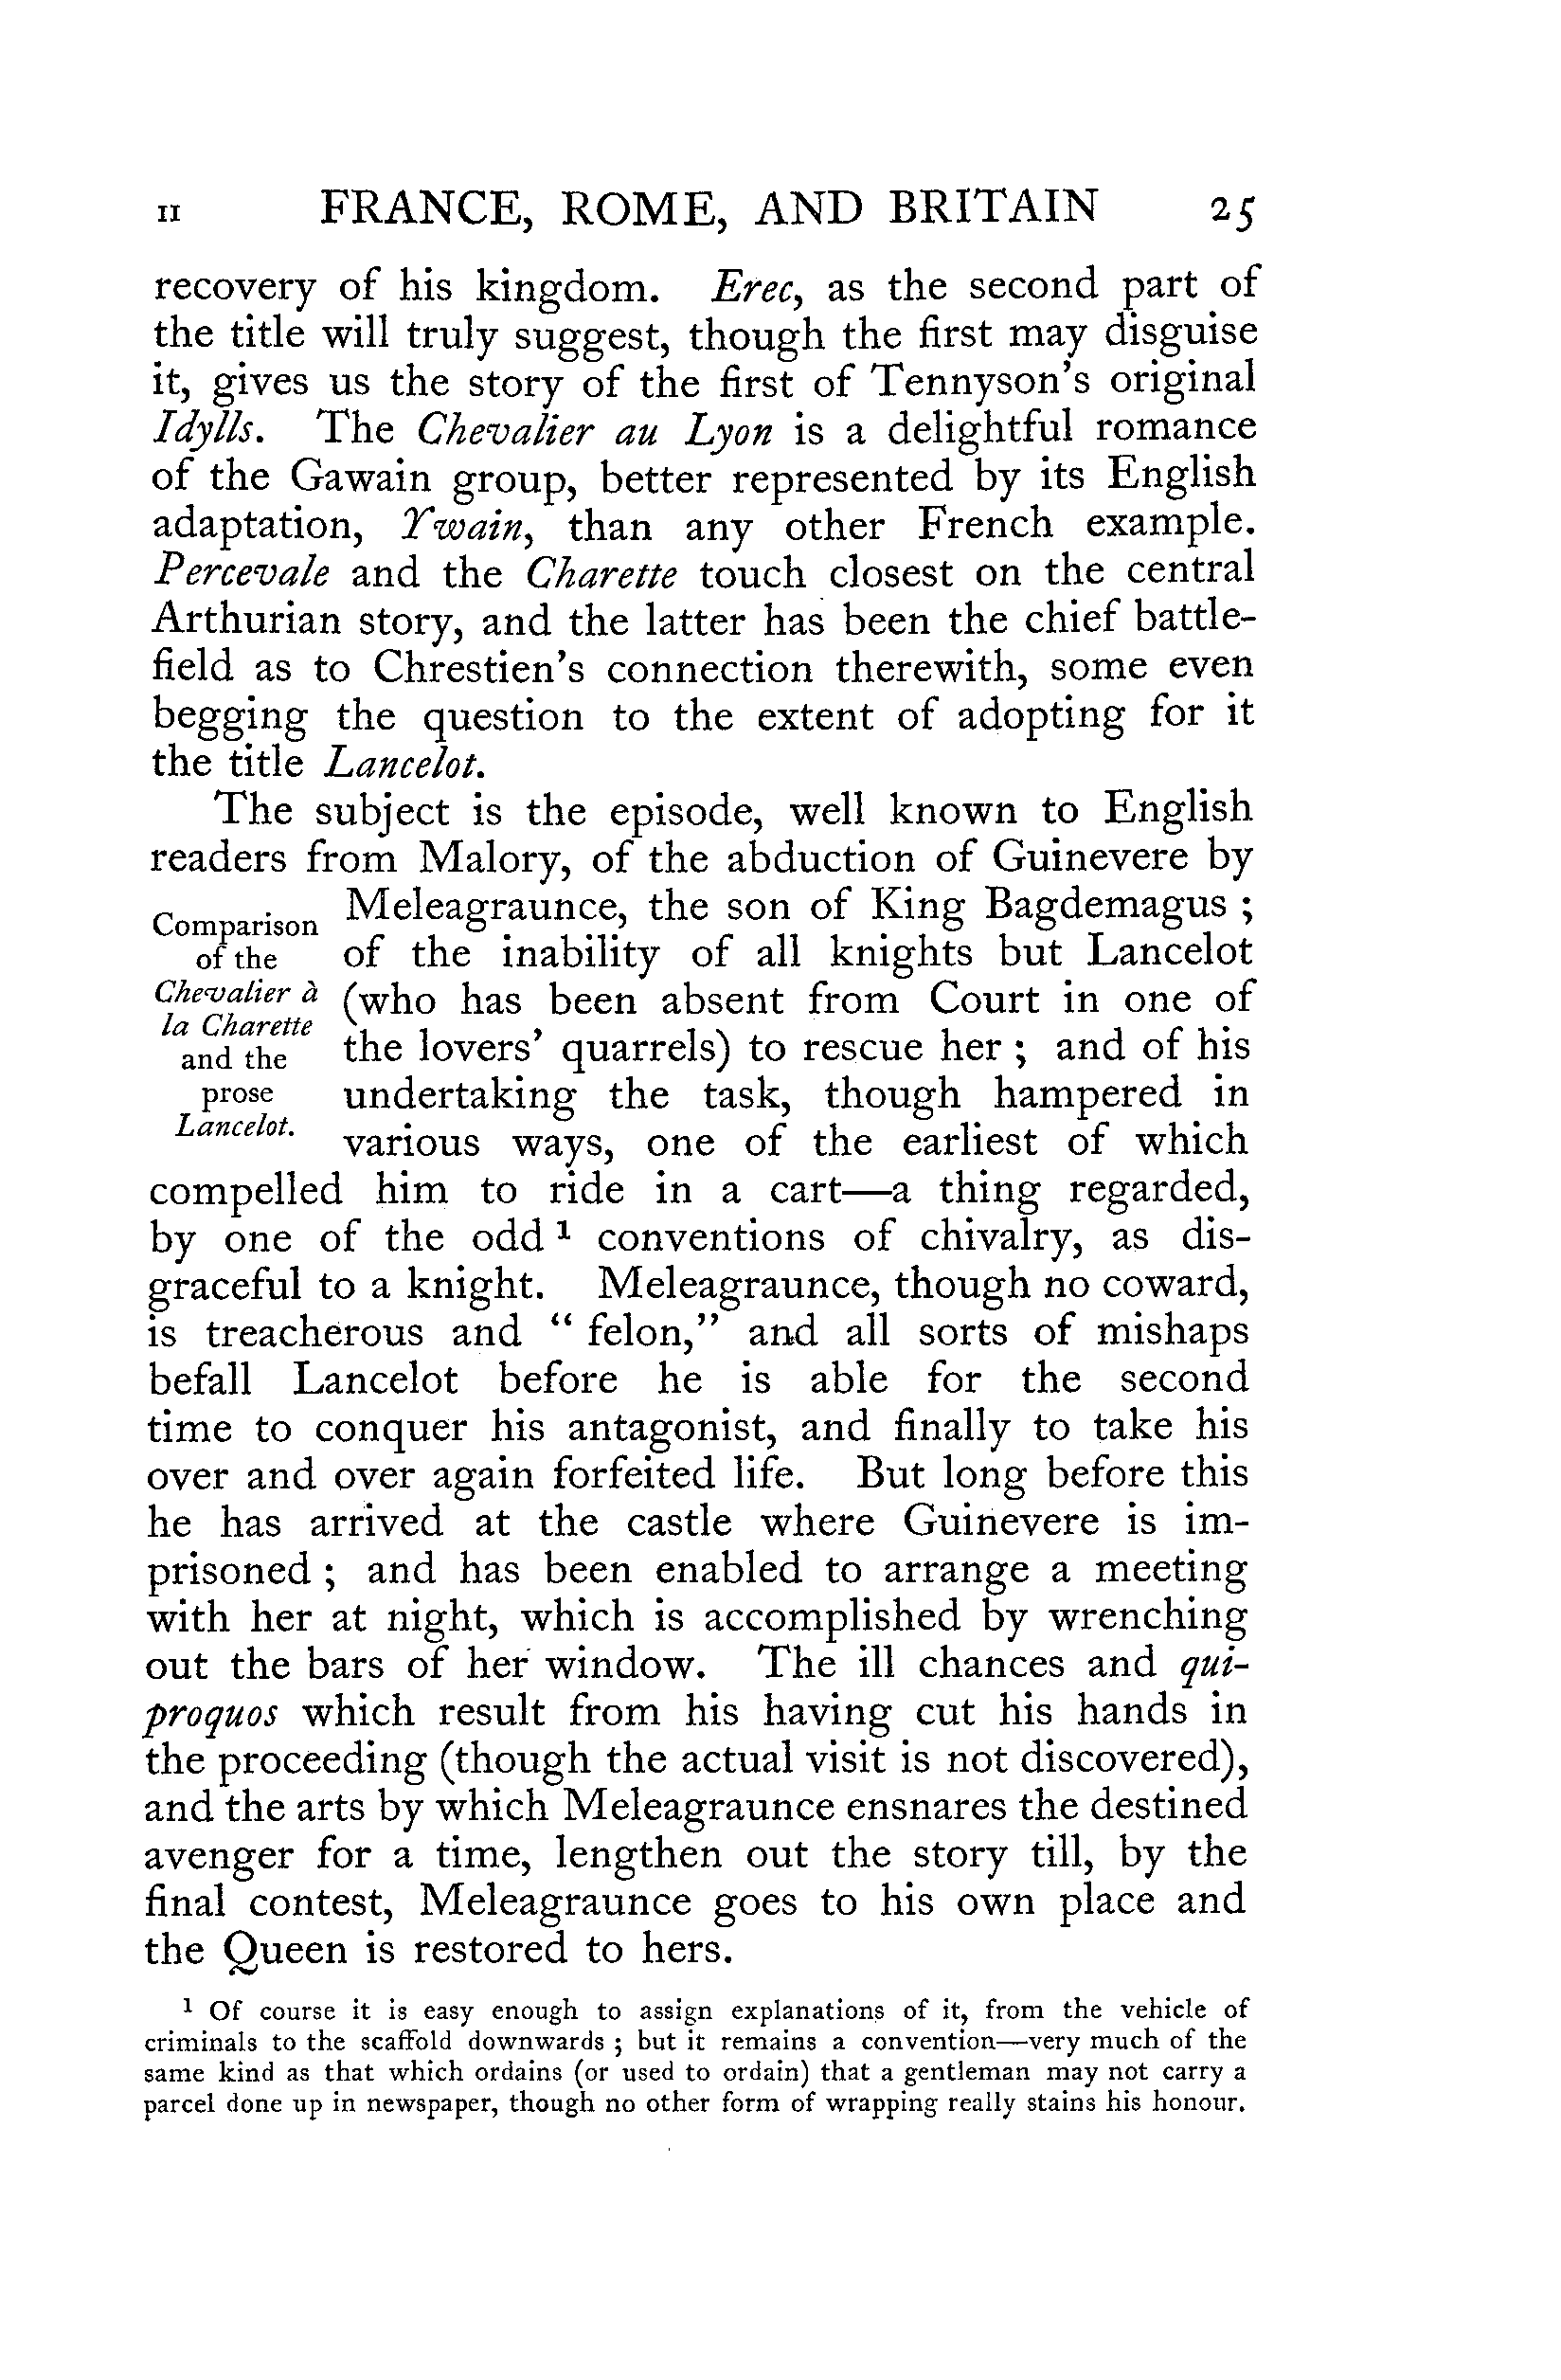 II FRANCE, ROME, AND BRITAIN 25
recovery of his kingdom. Erec, as the second part of
the title will truly suggest, though the first may disguise
it, gives us the story of the first of Tennyson's original
Idylls. The Chevalier au Lyon is a delightful romance
of the Gawain group, better represented by its English
adaptation, Ywain, than any other French example.
Percevale and the Charette touch closest on the central
Arthurian story, and the latter has been the chief battle-
field as to Chrestien's connection therewith, some even
begging the question to the extent of adopting for it
the title Lancelot.
The subject is the episode, well known to English
readers from Malory, of the abduction of Guinevere by
Comparison
of the
Chevalier à
la Charette
and the
prose
Lancelot.
Meleagraunce, the son of King Bagdemagus ;
of the inability of all knights but Lancelot
(who has been absent from Court in one of
the lovers' quarrels) to rescue her ; and of his
undertaking the task, though hampered in
various ways, one of the earliest of which
compelled him to ride in a cart—a thing regarded,
by one of the odd ¹ conventions of chivalry, as dis-
graceful to a knight. Meleagraunce, though no coward,
is treacherous and “ felon,” and all sorts of mishaps
befall Lancelot before he is able for the second
time to conquer his antagonist, and finally to take his
over and over again forfeited life. But long before this
he has arrived at the castle where Guinevere is im-
prisoned ; and has been enabled to arrange a meeting
with her at night, which is accomplished by wrenching
out the bars of her window. The ill chances and qui-
proquos which result from his having cut his hands in
the proceeding (though the actual visit is not discovered),
and the arts by which Meleagraunce ensnares the destined
avenger for a time, lengthen out the story till, by the
final contest, Meleagraunce goes to his own place and
the Queen is restored to hers.
¹ Of course it is easy enough to assign explanations of it, from the vehicle of
criminals to the scaffold downwards ; but it remains a convention—very much of the
same kind as that which ordains (or used to ordain) that a gentleman may not carry a
parcel done up in newspaper, though no other form of wrapping really stains his honour.